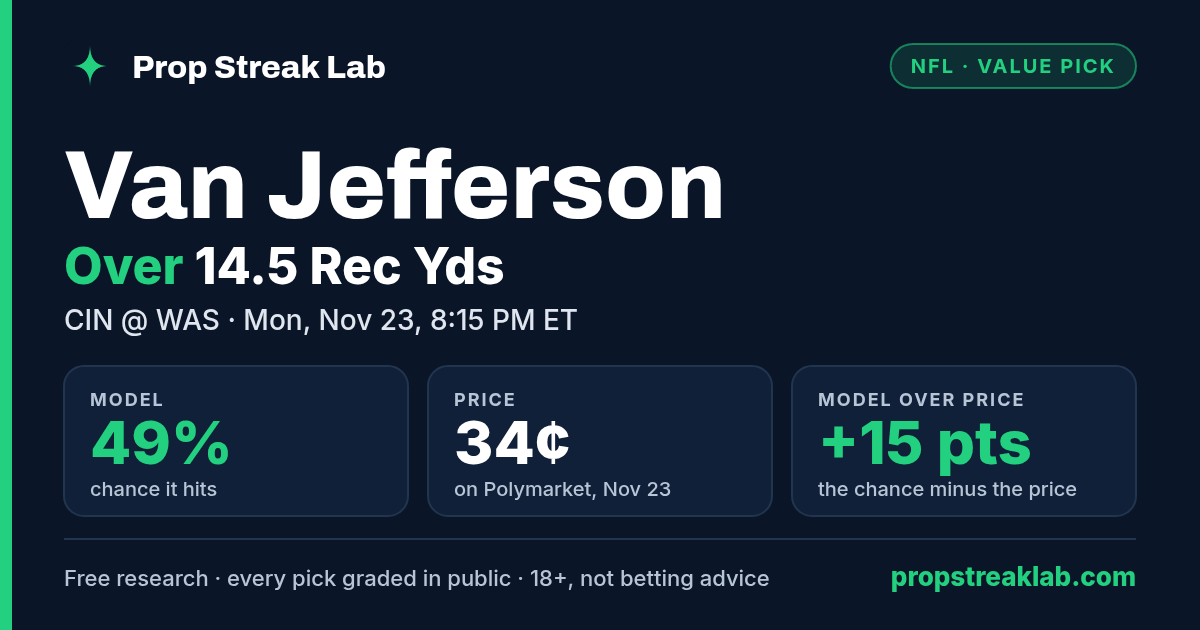 Prop Streak Lab
NFL · VALUE PICK
Van Jefferson
Over 14.5 Rec Yds
CIN @ WAS · Mon, Nov 23, 8:15 PM ET
MODEL
49%
chance it hits
PRICE
34¢
on Polymarket, Nov 23
MODEL OVER PRICE
+15 pts
the chance minus the price
Free research · every pick graded in public · 18+, not betting advice
propstreaklab.com